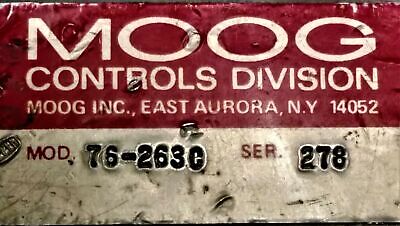 MOOG
CONTROLS DIVISION
MOOG INC., EAST AURORA, N.Y 14052
MOD. 76-263C SER. 278